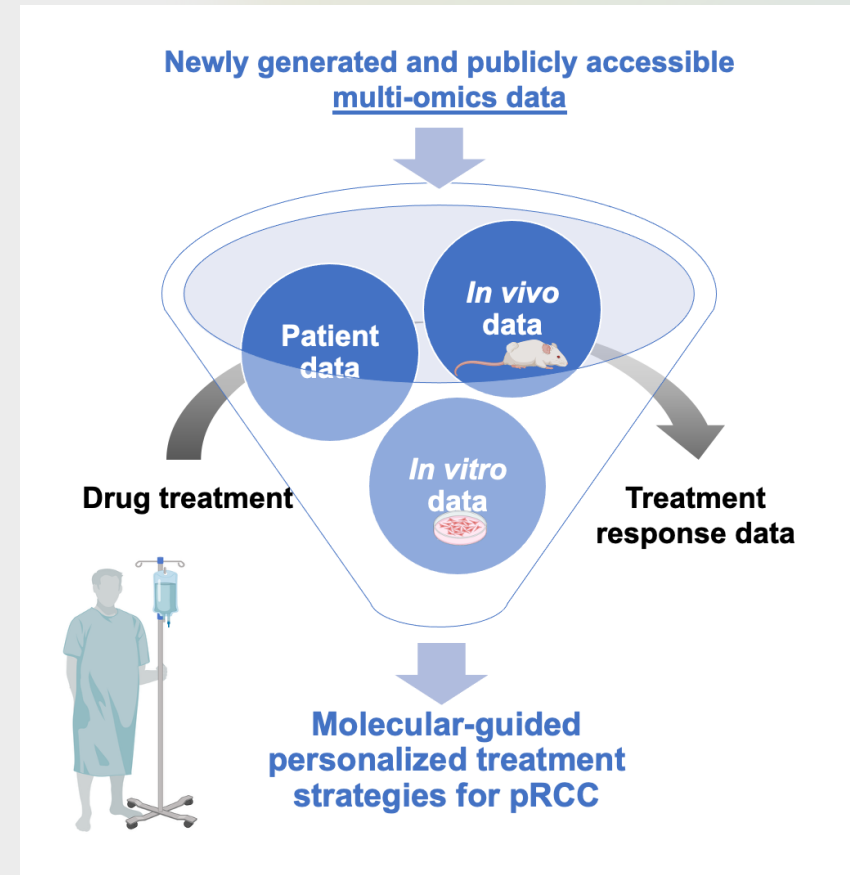 Newly generated and publicly accessible
multi-omics data
In vivo
data
Patient
data
In vitro
data
Drug treatment
Treatment
response data
Molecular-guided
personalized treatment
strategies for pRCC